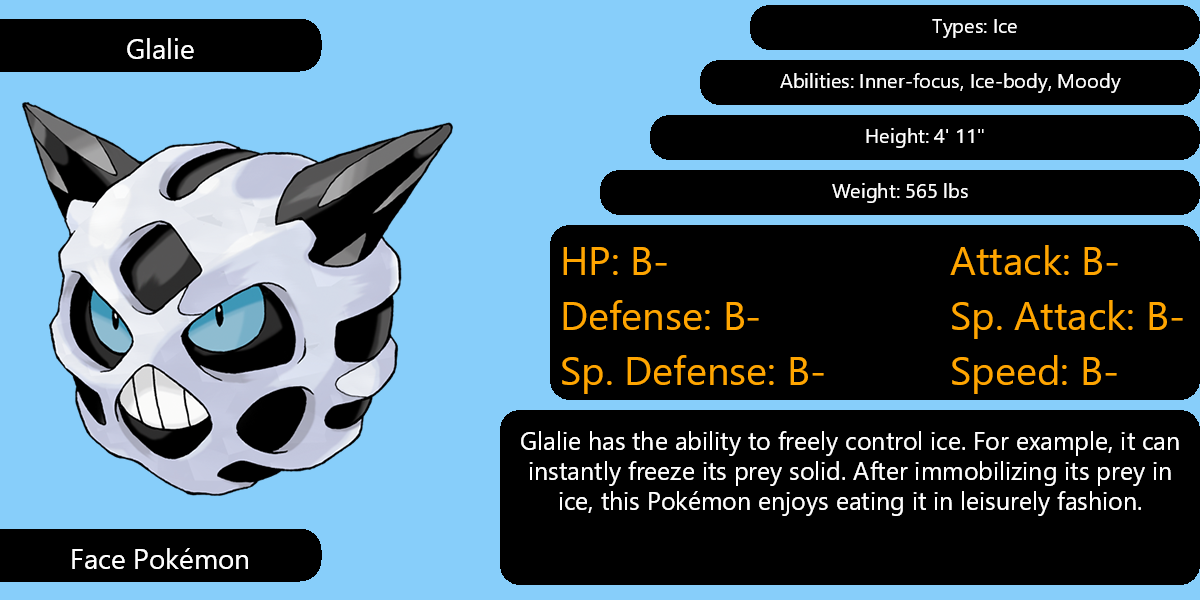 Glalie
Types: Ice
Abilities: Inner-focus, Ice-body, Moody
Height: 4' 11"
Weight: 565 lbs
HP: B-
Attack: B-
Defense: B-
Sp. Attack: B-
Sp. Defense: B-
Speed: B-
Glalie has the ability to freely control ice. For example, it can
instantly freeze its prey solid. After immobilizing its prey in
ice, this Pokémon enjoys eating it in leisurely fashion.
Face Pokémon